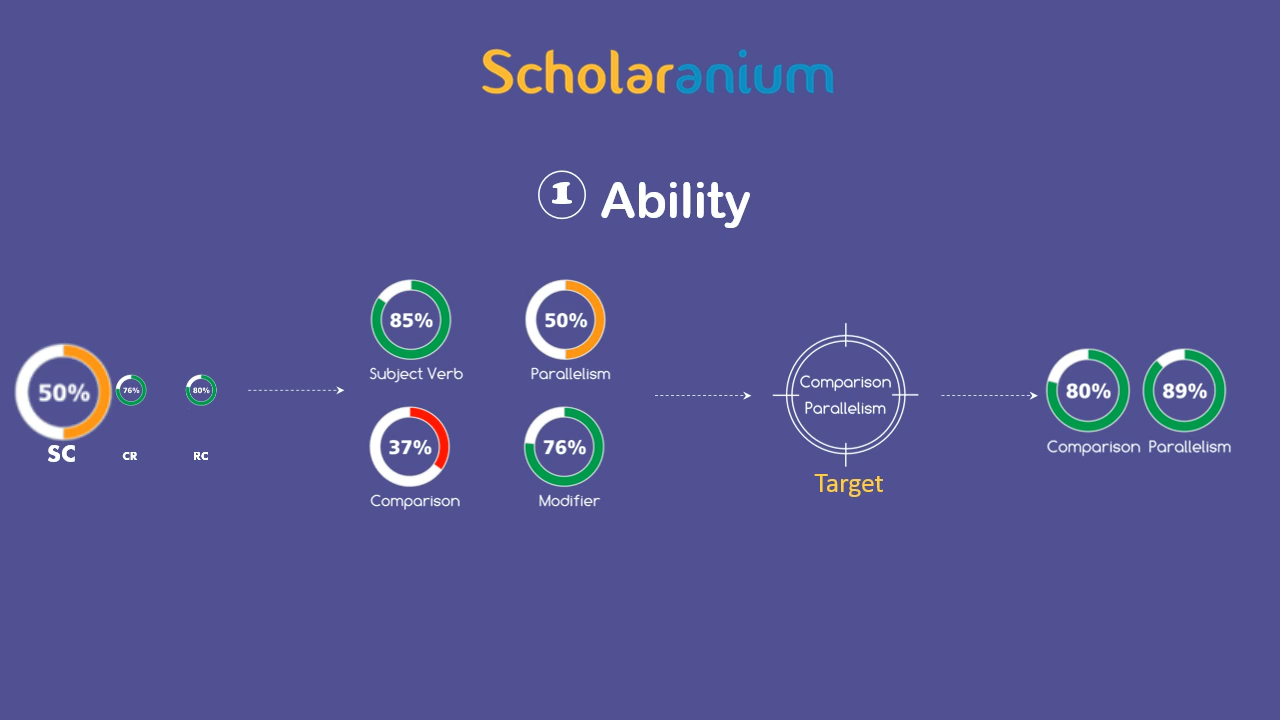 Scholaranium
1 Ability
50%
SC
76%
CR
80%
RC
85%
Subject Verb
50%
Parallelism
37%
Comparison
76%
Modifier
Comparison
Parallelism
Target
80%
Comparison
89%
Parallelism